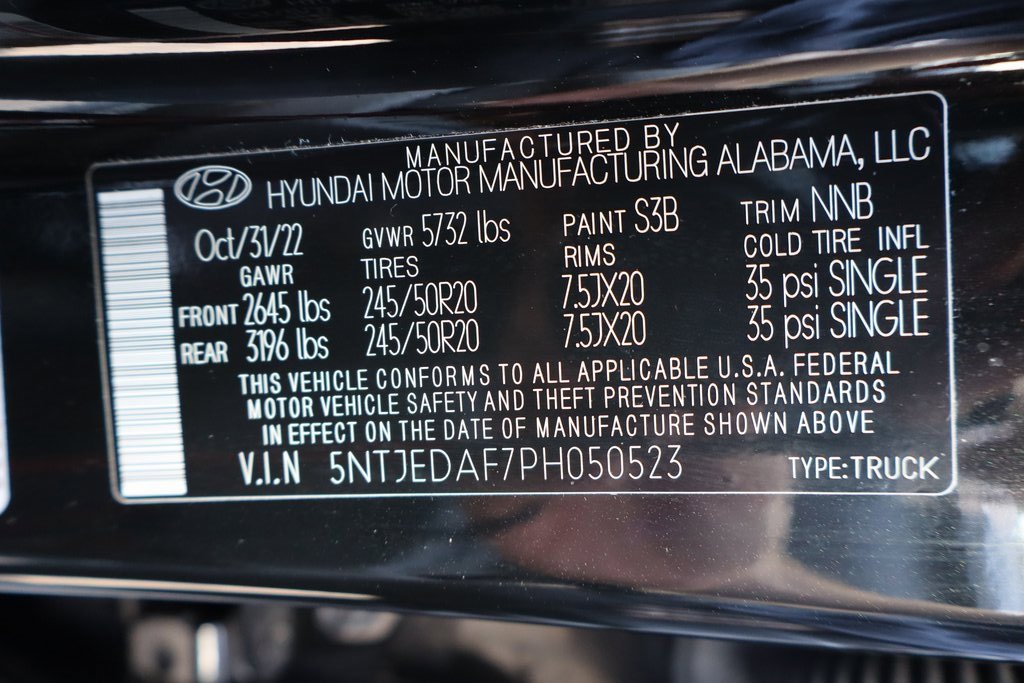 MANUFACTURED BY
HYUNDAI MOTOR MANUFACTURING ALABAMA, LLC
Oct/31/22 GVWR 5732 lbs PAINT S3B TRIM NNB
GAWR TIRES RIMS COLD TIRE INFL
FRONT 2645 lbs 245/50R20 7.5JX20 35 psi SINGLE
REAR 3196 lbs 245/50R20 7.5JX20 35 psi SINGLE
THIS VEHICLE CONFORMS TO ALL APPLICABLE U.S.A. FEDERAL
MOTOR VEHICLE SAFETY AND THEFT PREVENTION STANDARDS
IN EFFECT ON THE DATE OF MANUFACTURE SHOWN ABOVE
V.I.N 5NTJEDAF7PH050523 TYPE:TRUCK